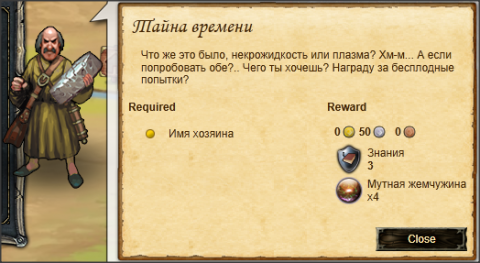 Тайна времени
Что же это было, некрожидкость или плазма? Хм-м... А если
попробовать обе?.. Чего ты хочешь? Награду за бесплодные
попытки?
Required
Имя хозяина
Reward
0 50 0
Знания
3
Мутная жемчужина
x4
Close